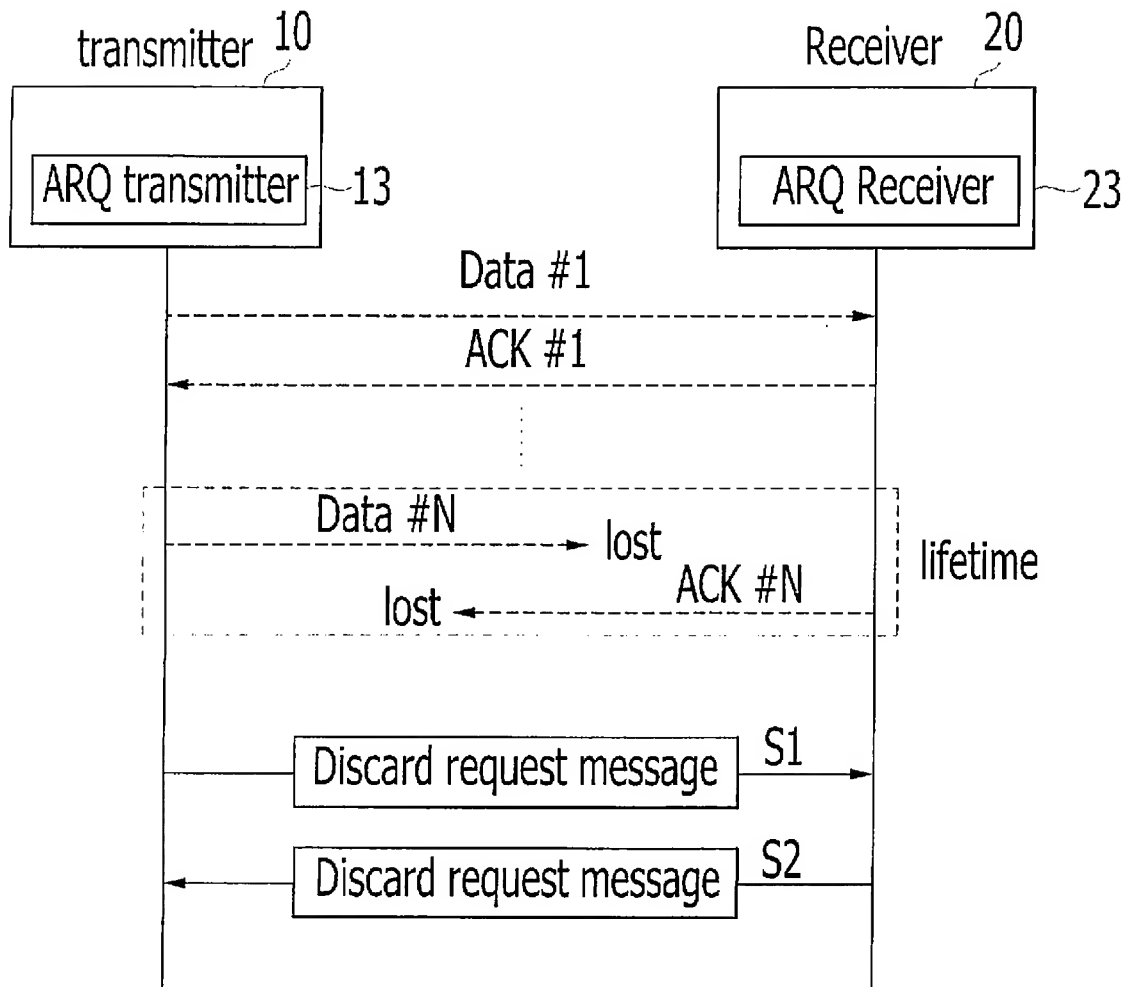 transmitter 10
Receiver 20
ARQ transmitter 13
ARQ Receiver 23
Data #1
ACK #1
Data #N
lost
lifetime
ACK #N
lost
Discard request message S1
Discard request message S2